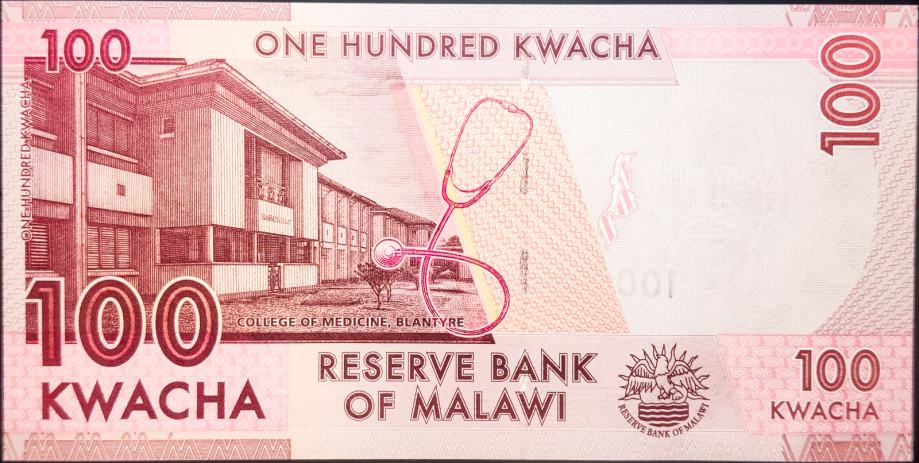 100
ONE HUNDRED KWACHA
100
ONE HUNDRED KWACHA
COLLEGE OF MEDICINE, BLANTYRE
100
KWACHA
RESERVE BANK
OF MALAWI
RESERVE BANK OF MALAWI
100
KWACHA
100